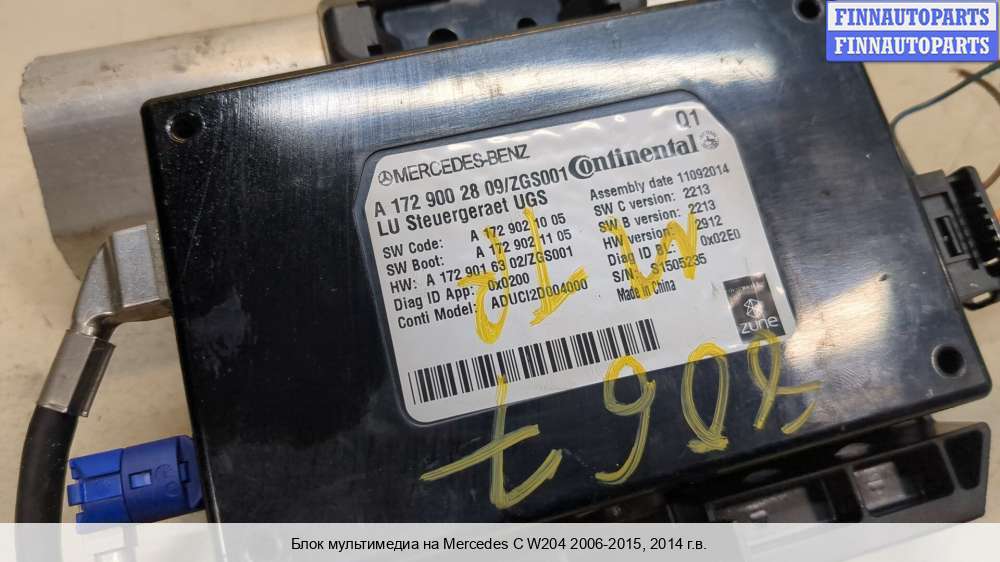 FINNAUTOPARTS
FINNAUTOPARTS
Q1
MERCEDES-BENZ Continental
A 172 900 28 09/ZGS001
LU Steuergeraet UGS
SW Code: A 172 902 10 05
SW Boot: A 172 902 11 05
HW: A 172 901 63 02/ZGS001
Diag ID App: 0x0200
Conti Model: ADUCI2D004000
Assembly date 11092014
SW C version: 2213
SW B version: 2213
HW version: 2912
Diag ID BL: 0x02E0
S/N: S1505235
Made in China
zune
Блок мультимедиа на Mercedes C W204 2006-2015, 2014 г.в.